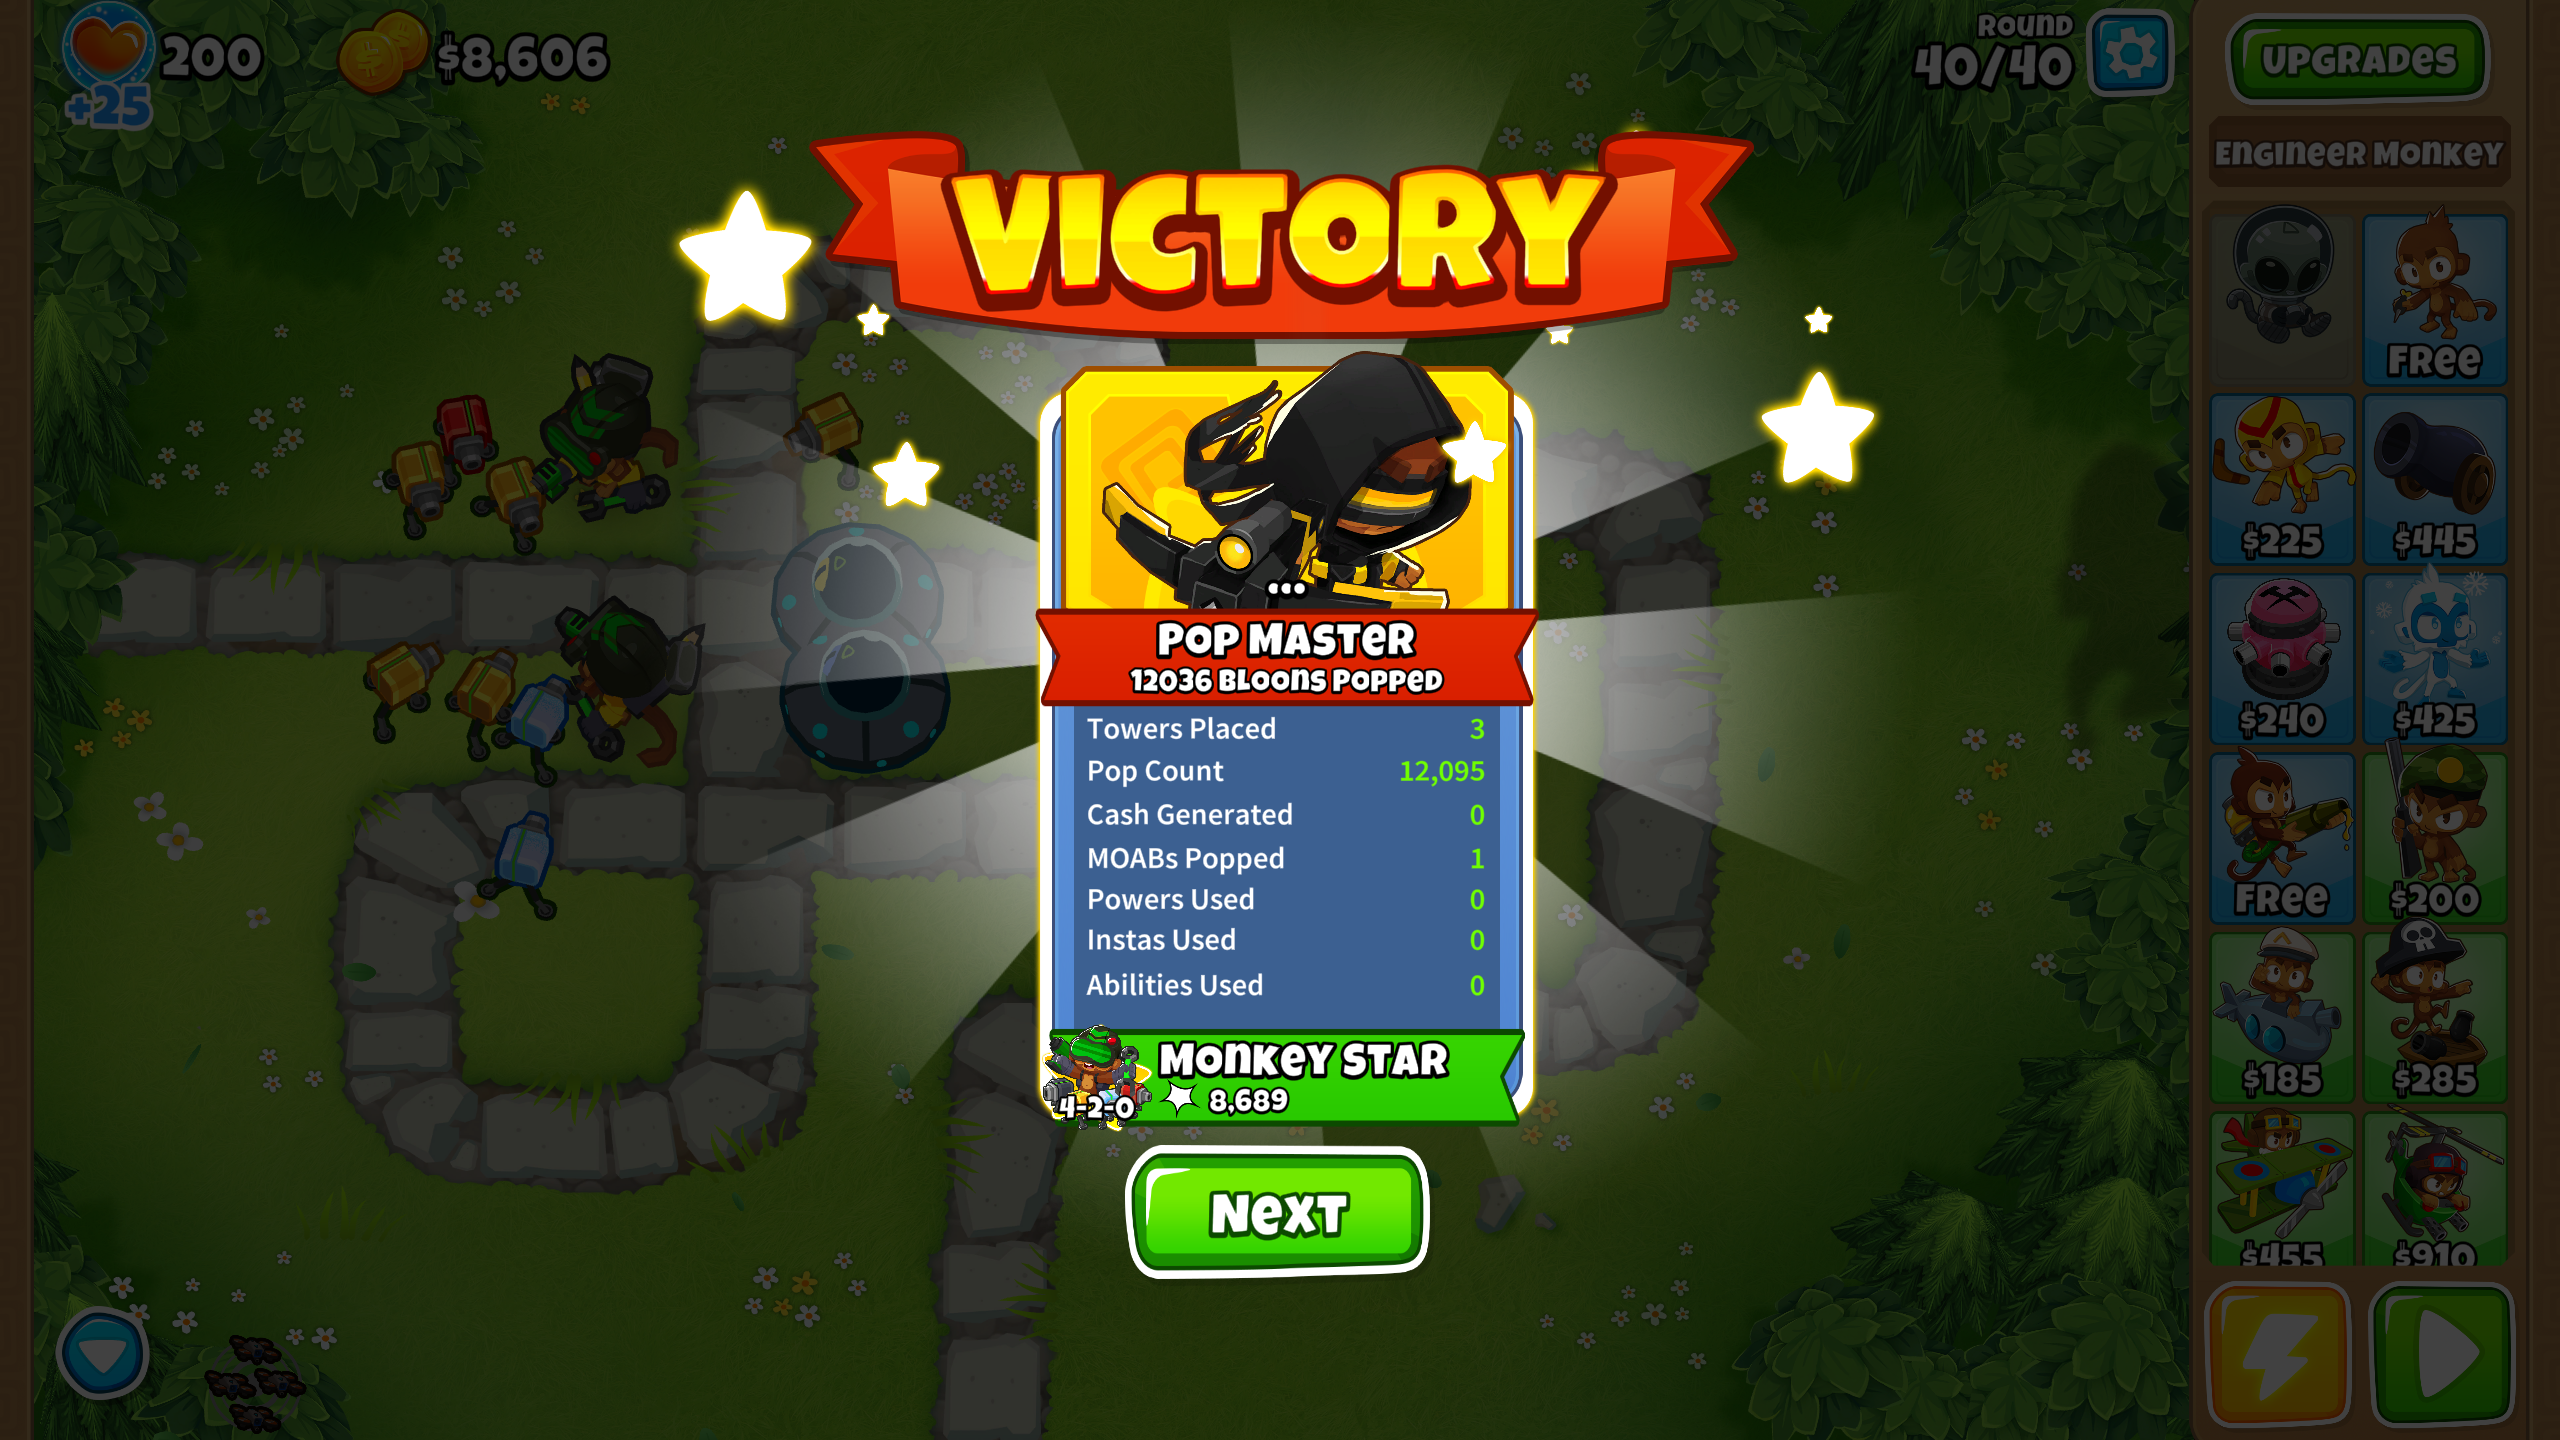 200
+25
$8,606
ROUND
40/40
UPGRADES
ENGINEER MONKEY
FREE
$225
$445
$240
$425
FREE
$200
$185
$285
$455
$910
VICTORY
...
POP MASTER
12036 BLOONS POPPED
Towers Placed 3
Pop Count 12,095
Cash Generated 0
MOABs Popped 1
Powers Used 0
Instas Used 0
Abilities Used 0
MONKEY STAR
4-2-0
8,689
NEXT